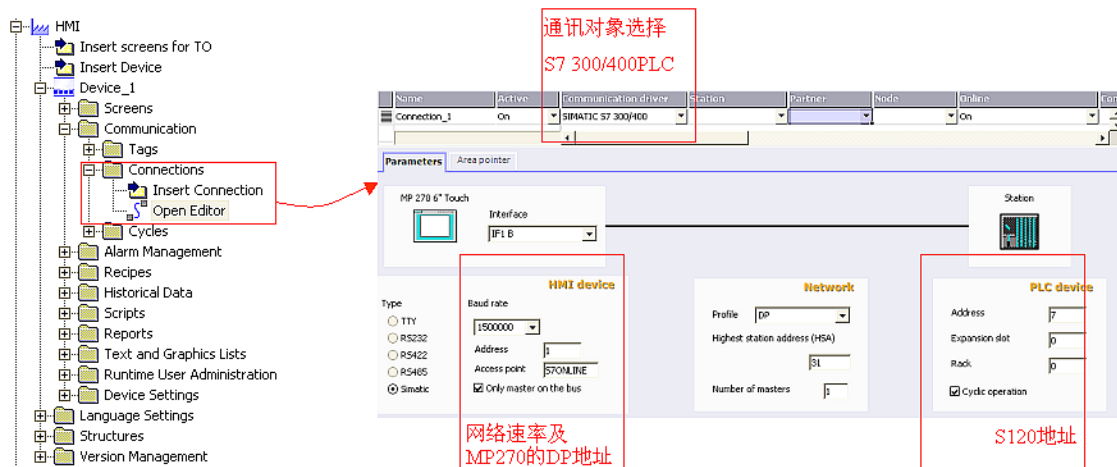 HMI
Insert screens for TO
Insert Device
Device_1
Screens
Communication
Tags
Connections
Insert Connection
Open Editor
Cycles
Alarm Management
Recipes
Historical Data
Scripts
Reports
Text and Graphics Lists
Runtime User Administration
Device Settings
Language Settings
Structures
Version Management
通讯对象选择
S7 300/400PLC
Name Active Communication driver Station Partner Node Online
Connection_1 On SIMATIC S7 300/400 On
Parameters Area pointer
MP 270 6" Touch
Interface
IF1 B
Station
HMI device
Type
TTY
RS232
RS422
RS485
Simatic
Baud rate
1500000
Address 1
Access point S7ONLINE
Only master on the bus
Network
Profile DP
Highest station address (HSA)
31
Number of masters 1
PLC device
Address 7
Expansion slot 0
Rack 0
Cyclic operation
网络速率及
MP270的DP地址
S120地址